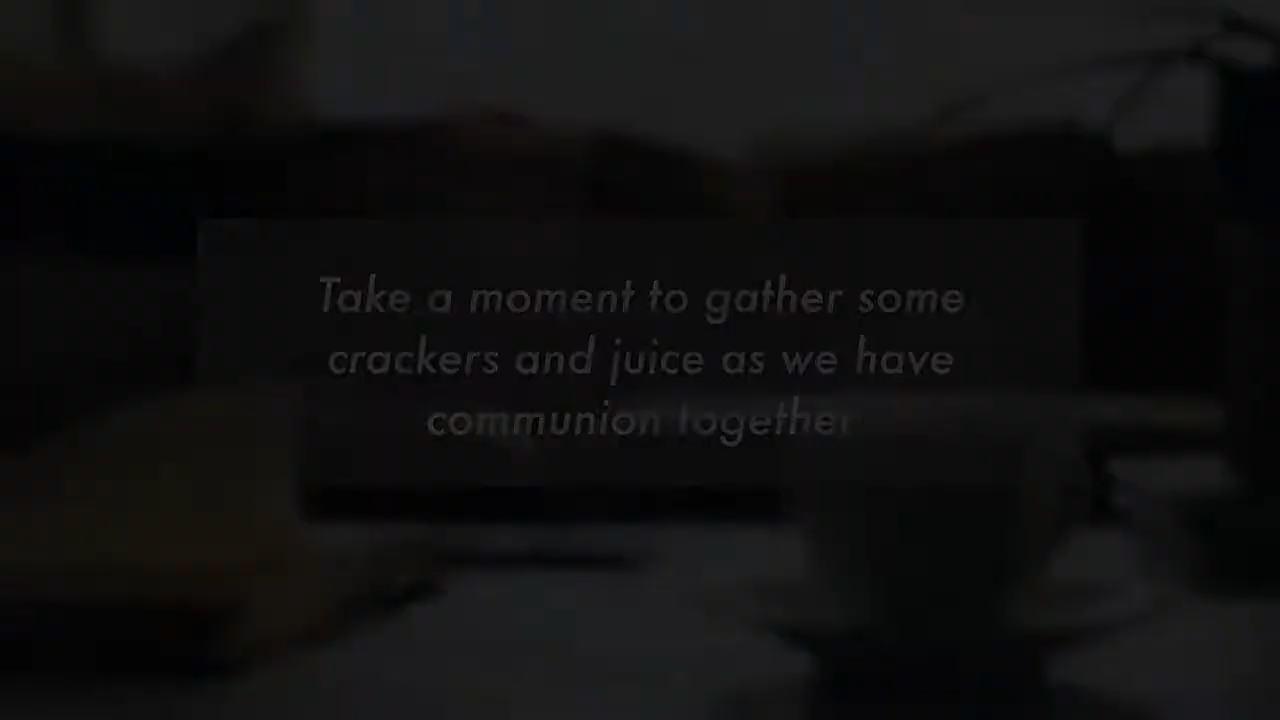 Take a moment to gather some
crackers and juice as we have
communion together